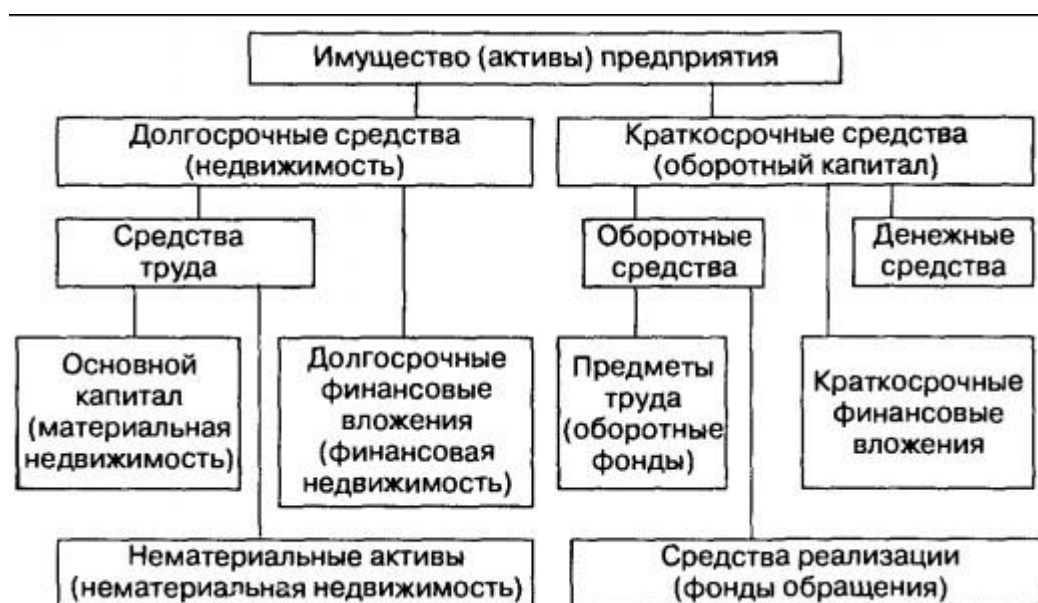 Имущество (активы) предприятия
Долгосрочные средства
(недвижимость)
Краткосрочные средства
(оборотный капитал)
Средства
труда
Оборотные
средства
Денежные
средства
Основной
капитал
(материальная
недвижимость)
Долгосрочные
финансовые
вложения
(финансовая
недвижимость)
Предметы
труда
(оборотные
фонды)
Краткосрочные
финансовые
вложения
Нематериальные активы
(нематериальная недвижимость)
Средства реализации
(фонды обращения)